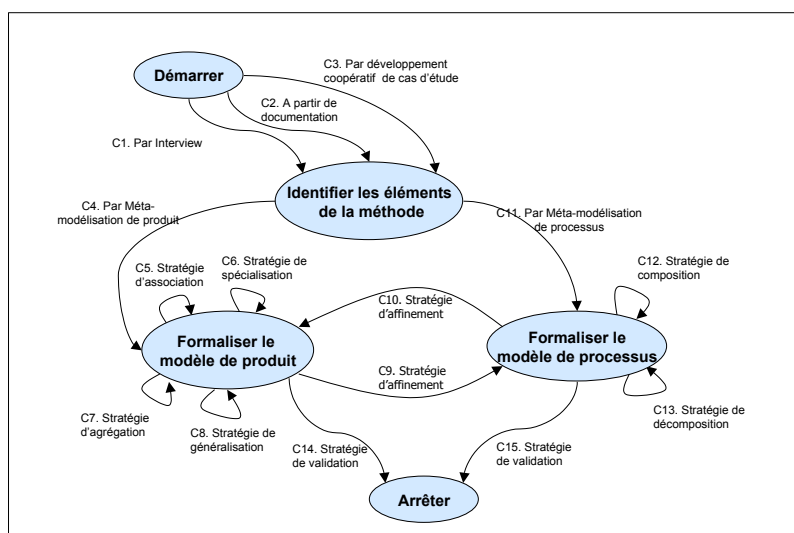 C3. Par développement
coopératif de cas d'étude
Démarrer
C2. A partir de
documentation
C1. Par Interview
Identifier les éléments
de la méthode
C4. Par Méta-
modélisation de produit
C11. Par Méta-modélisation
de processus
C5. Stratégie
d'association
C6. Stratégie de
spécialisation
C12. Stratégie de
composition
C10. Stratégie
d'affinement
Formaliser le
modèle de produit
Formaliser le
modèle de processus
C9. Stratégie
d'affinement
C7. Stratégie
d'agrégation
C8. Stratégie de
généralisation
C13. Stratégie de
décomposition
C14. Stratégie
de validation
C15. Stratégie
de validation
Arrêter